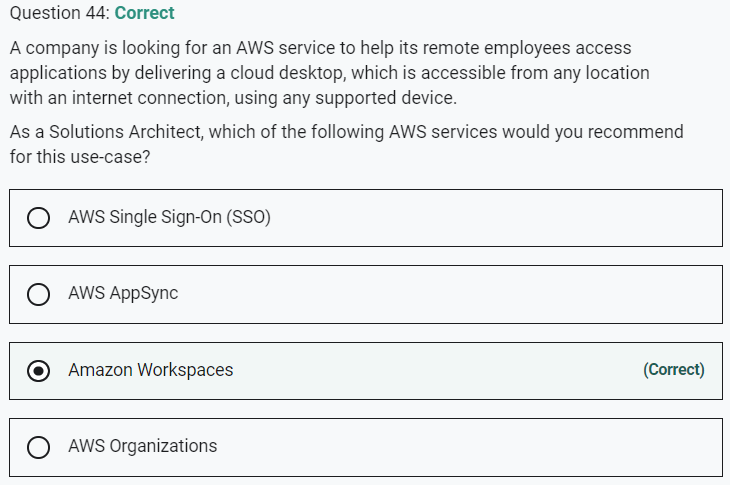 Question 44: Correct
A company is looking for an AWS service to help its remote employees access
applications by delivering a cloud desktop, which is accessible from any location
with an internet connection, using any supported device.
As a Solutions Architect, which of the following AWS services would you recommend
for this use-case?
AWS Single Sign-On (SSO)
AWS AppSync
Amazon Workspaces (Correct)
AWS Organizations